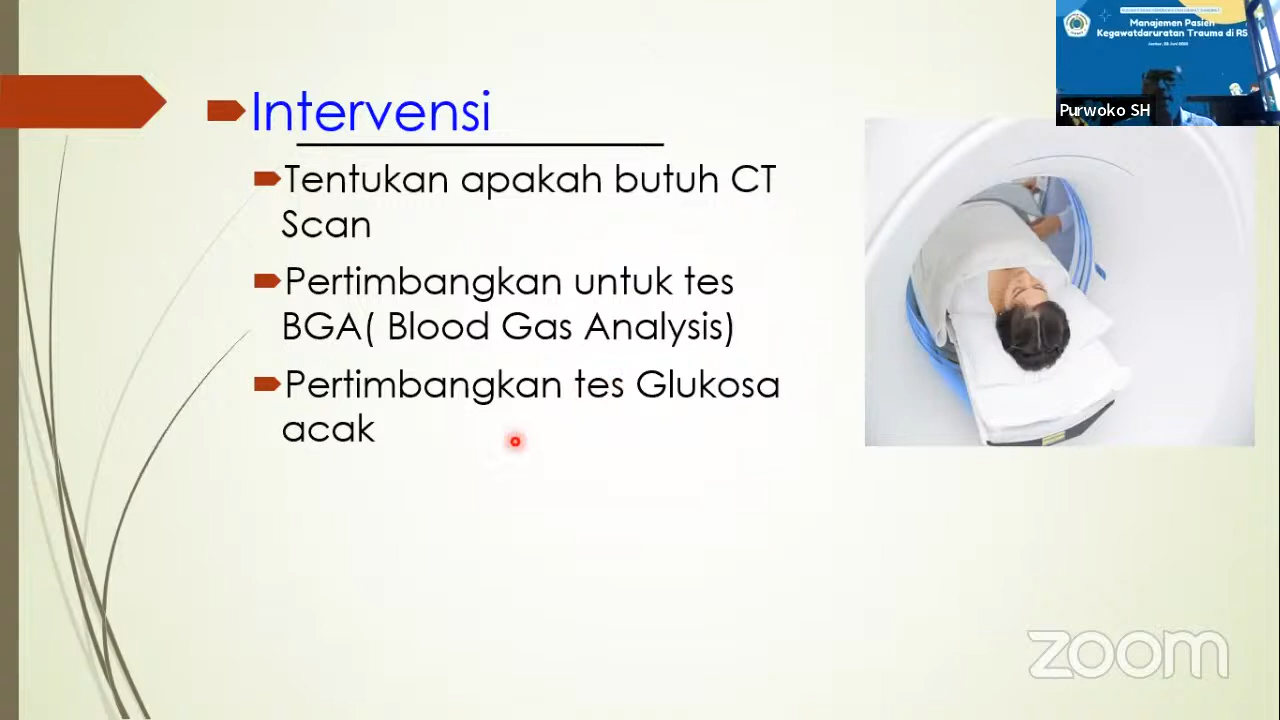 Intervensi
Tentukan apakah butuh CT
Scan
Pertimbangkan untuk tes
BGA( Blood Gas Analysis)
Pertimbangkan tes Glukosa
acak
Manajemen Pasien
Kegawatdaruratan Trauma di RS
Purwoko SH
zoom